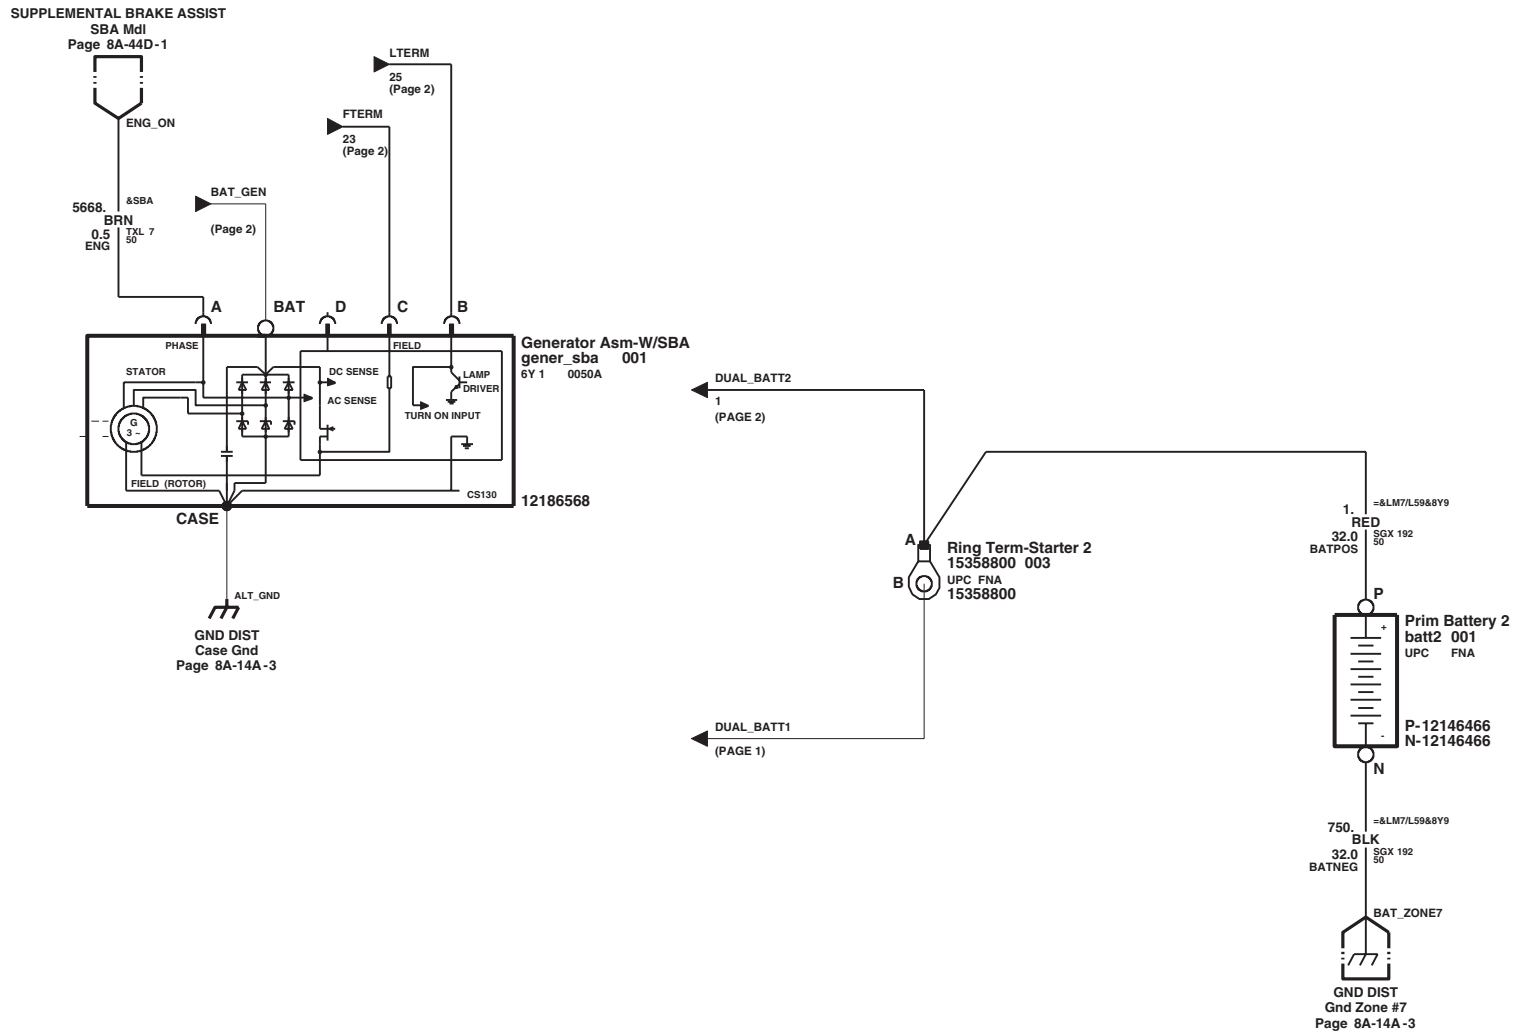 SUPPLEMENTAL BRAKE ASSIST
SBA Mdl
Page 8A-44D-1
ENG_ON
5668.
&SBA
BRN
0.5
TXL 7
50
ENG
LTERM
25
(Page 2)
FTERM
23
(Page 2)
BAT_GEN
(Page 2)
A
BAT
D
C
B
PHASE
FIELD
STATOR
DC SENSE
AC SENSE
LAMP
DRIVER
TURN ON INPUT
G
3 ~
FIELD (ROTOR)
CS130
Generator Asm-W/SBA
gener_sba 001
6Y 1 0050A
12186568
CASE
ALT_GND
GND DIST
Case Gnd
Page 8A-14A-3
DUAL_BATT2
1
(PAGE 2)
A
B
Ring Term-Starter 2
15358800 003
UPC FNA
15358800
DUAL_BATT1
(PAGE 1)
1.
=&LM7/L59&8Y9
RED
32.0
SGX 192
50
BATPOS
P
+
-
Prim Battery 2
batt2 001
UPC FNA
P-12146466
N-12146466
N
750.
=&LM7/L59&8Y9
BLK
32.0
SGX 192
50
BATNEG
BAT_ZONE7
GND DIST
Gnd Zone #7
Page 8A-14A-3